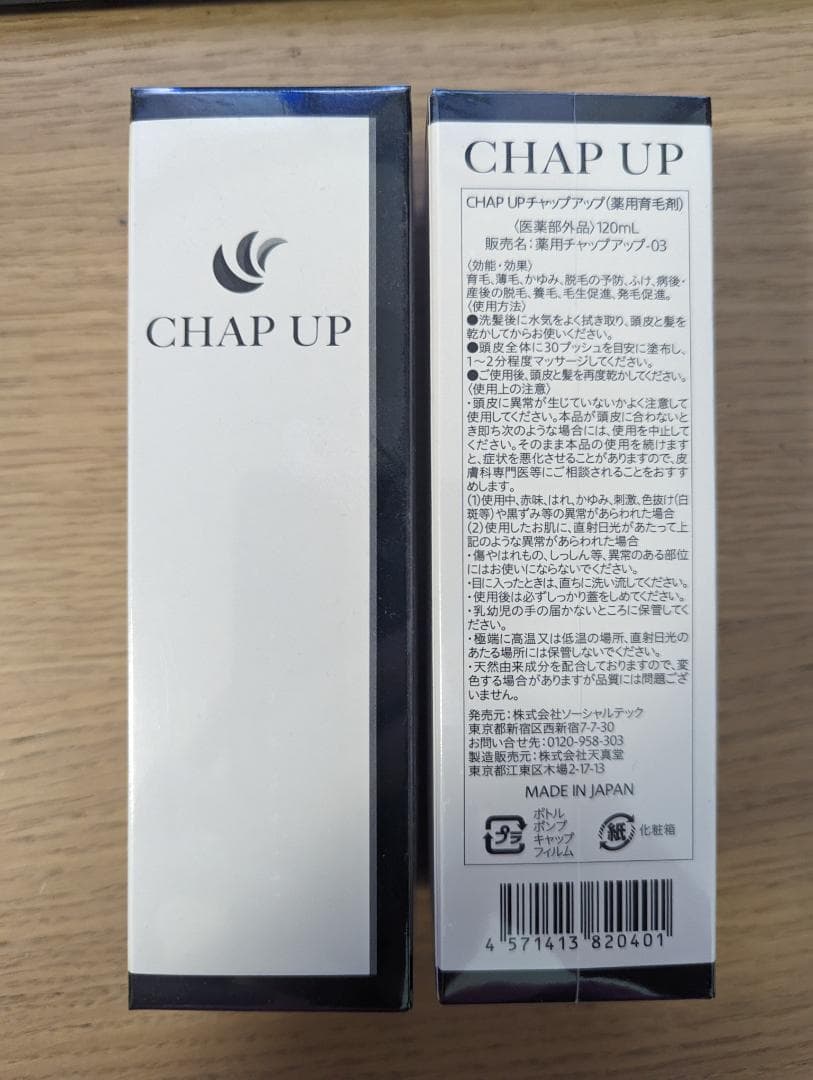 CHAP UP
CHAP UP
CHAP UPチャップアップ(薬用育毛剤)
〈医薬部外品〉120mL
販売名:薬用チャップアップ-03
〈効能・効果〉
育毛、薄毛、かゆみ、脱毛の予防、ふけ、病後・
産後の脱毛、養毛、毛生促進、発毛促進。
〈使用方法〉
●洗髪後に水気をよく拭き取り、頭皮と髪を
乾かしてからお使いください。
●頭皮全体に30プッシュを目安に塗布し、
1〜2分程度マッサージしてください。
●ご使用後、頭皮と髪を再度乾かしてください。
〈使用上の注意〉
・頭皮に異常が生じていないかよく注意して
使用してください。本品が頭皮に合わないと
き即ち次のような場合には、使用を中止して
ください。そのまま本品の使用を続けます
と、症状を悪化させることがありますので、皮
膚科専門医等にご相談されることをおすす
めします。
(1)使用中、赤味、はれ、かゆみ、刺激、色抜け(白
斑等)や黒ずみ等の異常があらわれた場合
(2)使用したお肌に、直射日光があたって上
記のような異常があらわれた場合
・傷やはれもの、しっしん等、異常のある部位
にはお使いにならないでください。
・目に入ったときは、直ちに洗い流してください。
・使用後は必ずしっかり蓋をしめてください。
・乳幼児の手の届かないところに保管してく
ださい。
・極端に高温又は低温の場所、直射日光の
あたる場所には保管しないでください。
・天然由来成分を配合しておりますので、変
色する場合がありますが品質には問題ござ
いません。
発売元:株式会社ソーシャルテック
東京都新宿区西新宿7-7-30
お問い合せ先:0120-958-303
製造販売元:株式会社天真堂
東京都江東区木場2-17-13
MADE IN JAPAN
プラ
ボトル
ポンプ
キャップ
フィルム
紙
化粧箱
4 571413 820401